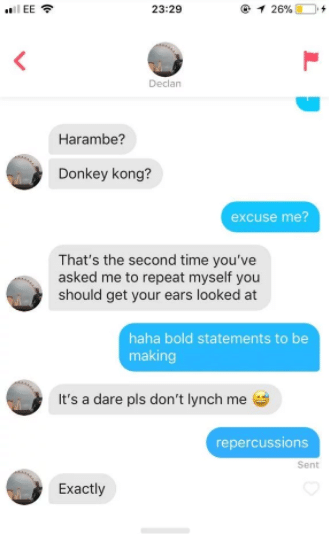 EE 23:29 26%
Declan
Harambe?
Donkey kong?
excuse me?
That's the second time you've
asked me to repeat myself you
should get your ears looked at
haha bold statements to be
making
It's a dare pls don't lynch me 😅
repercussions
Sent
Exactly